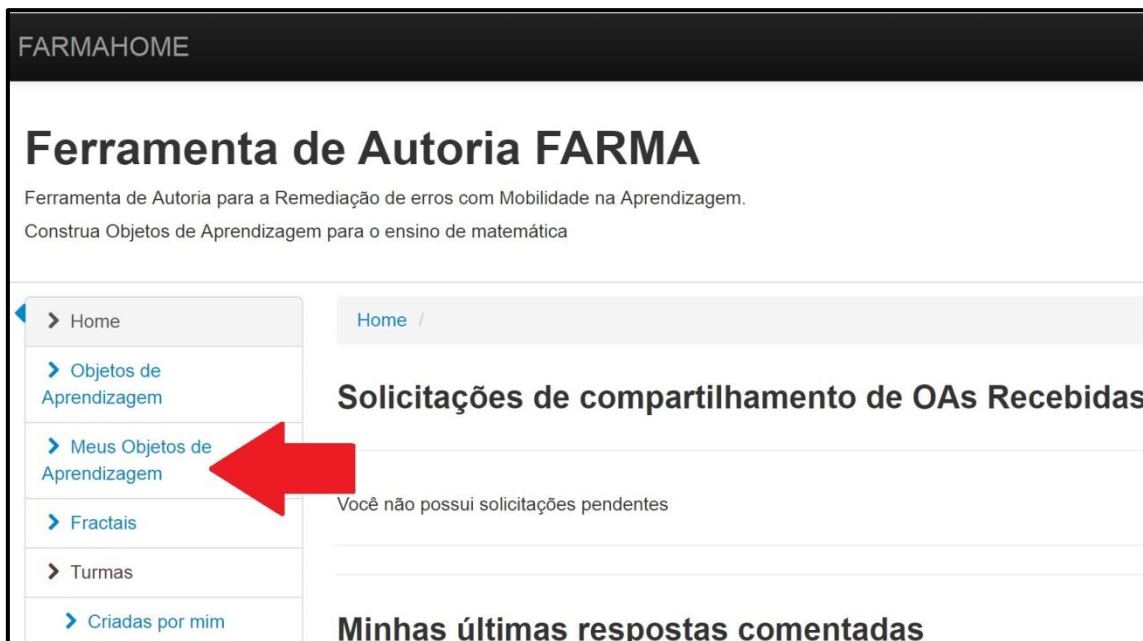 FARMAHOME
Ferramenta de Autoria FARMA
Ferramenta de Autoria para a Remediação de erros com Mobilidade na Aprendizagem.
Construa Objetos de Aprendizagem para o ensino de matemática
Home
Objetos de
Aprendizagem
Meus Objetos de
Aprendizagem
Fractais
Turmas
Criadas por mim
Home /
Solicitações de compartilhamento de OAs Recebidas
Você não possui solicitações pendentes
Minhas últimas respostas comentadas